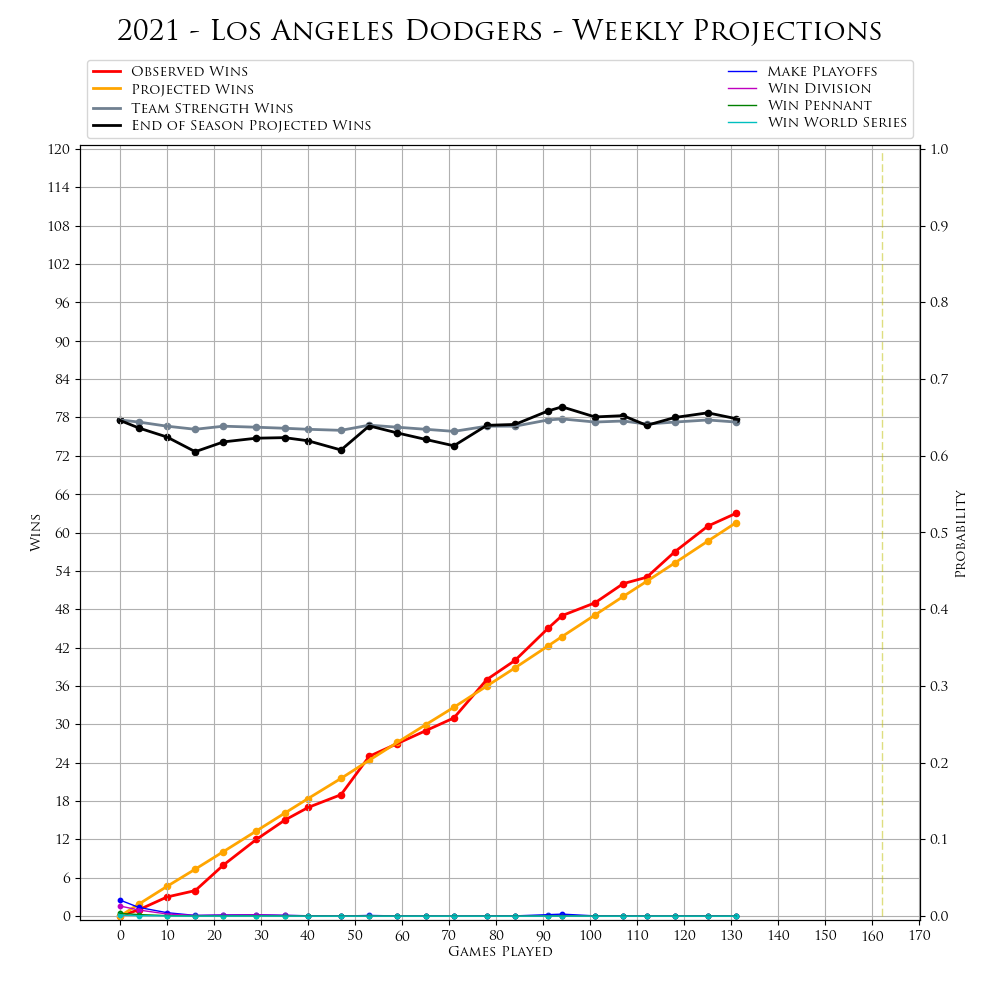 2021 - Los Angeles Dodgers - Weekly Projections
Observed Wins
Projected Wins
Team Strength Wins
End of Season Projected Wins
Make Playoffs
Win Division
Win Pennant
Win World Series
120
114
108
102
96
90
84
78
72
66
60
54
48
42
36
30
24
18
12
6
0
Wins
1.0
0.9
0.8
0.7
0.6
0.5
0.4
0.3
0.2
0.1
0.0
Probability
0 10 20 30 40 50 60 70 80 90 100 110 120 130 140 150 160 170
Games Played